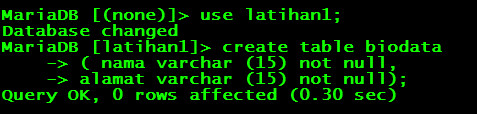 MariaDB [(none)]> use latihan1;
Database changed
MariaDB [latihan1]> create table biodata
    -> ( nama varchar (15) not null,
    -> alamat varchar (15) not null);
Query OK, 0 rows affected (0.30 sec)